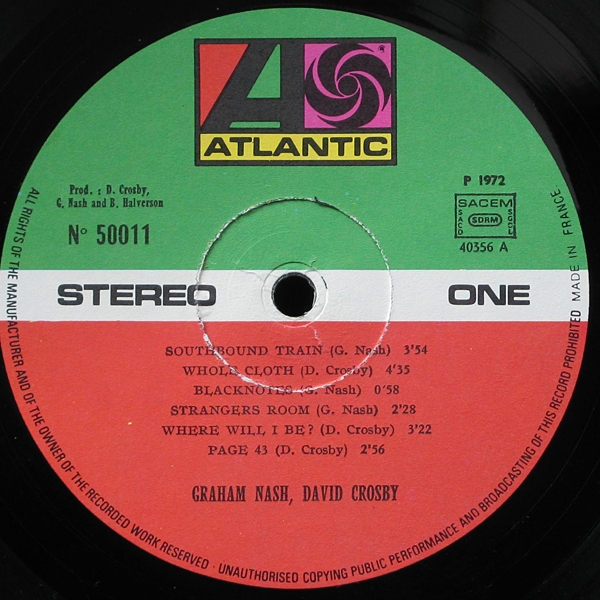 ATLANTIC
Prod. : D. Crosby,
G. Nash and B. Halverson
N° 50011
P 1972
SACEM
SACD SDRM SGDL
40356 A
STEREO
ONE
SOUTHBOUND TRAIN (G. Nash) 3'54
WHOLE CLOTH (D. Crosby) 4'35
BLACKNOTES (G. Nash) 0'58
STRANGERS ROOM (G. Nash) 2'28
WHERE WILL I BE? (D. Crosby) 3'22
PAGE 43 (D. Crosby) 2'56
GRAHAM NASH, DAVID CROSBY
ALL RIGHTS OF THE MANUFACTURER AND OF THE OWNER OF THE RECORDED WORK RESERVED · UNAUTHORISED COPYING PUBLIC PERFORMANCE AND BROADCASTING OF THIS RECORD PROHIBITED MADE IN FRANCE